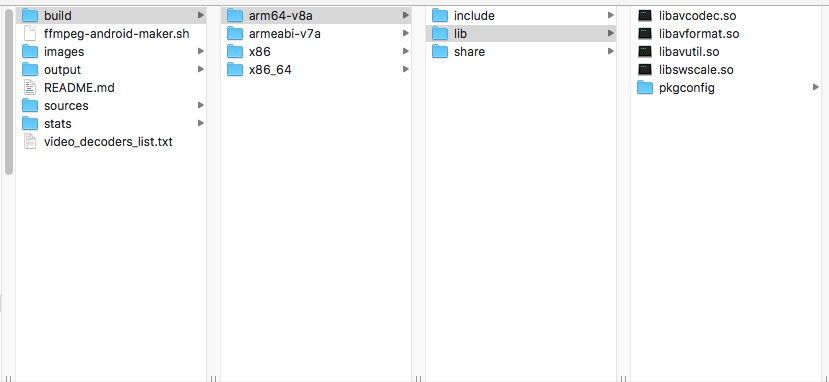 build
ffmpeg-android-maker.sh
images
output
README.md
sources
stats
video_decoders_list.txt
arm64-v8a
armeabi-v7a
x86
x86_64
include
lib
share
libavcodec.so
libavformat.so
libavutil.so
libswscale.so
pkgconfig